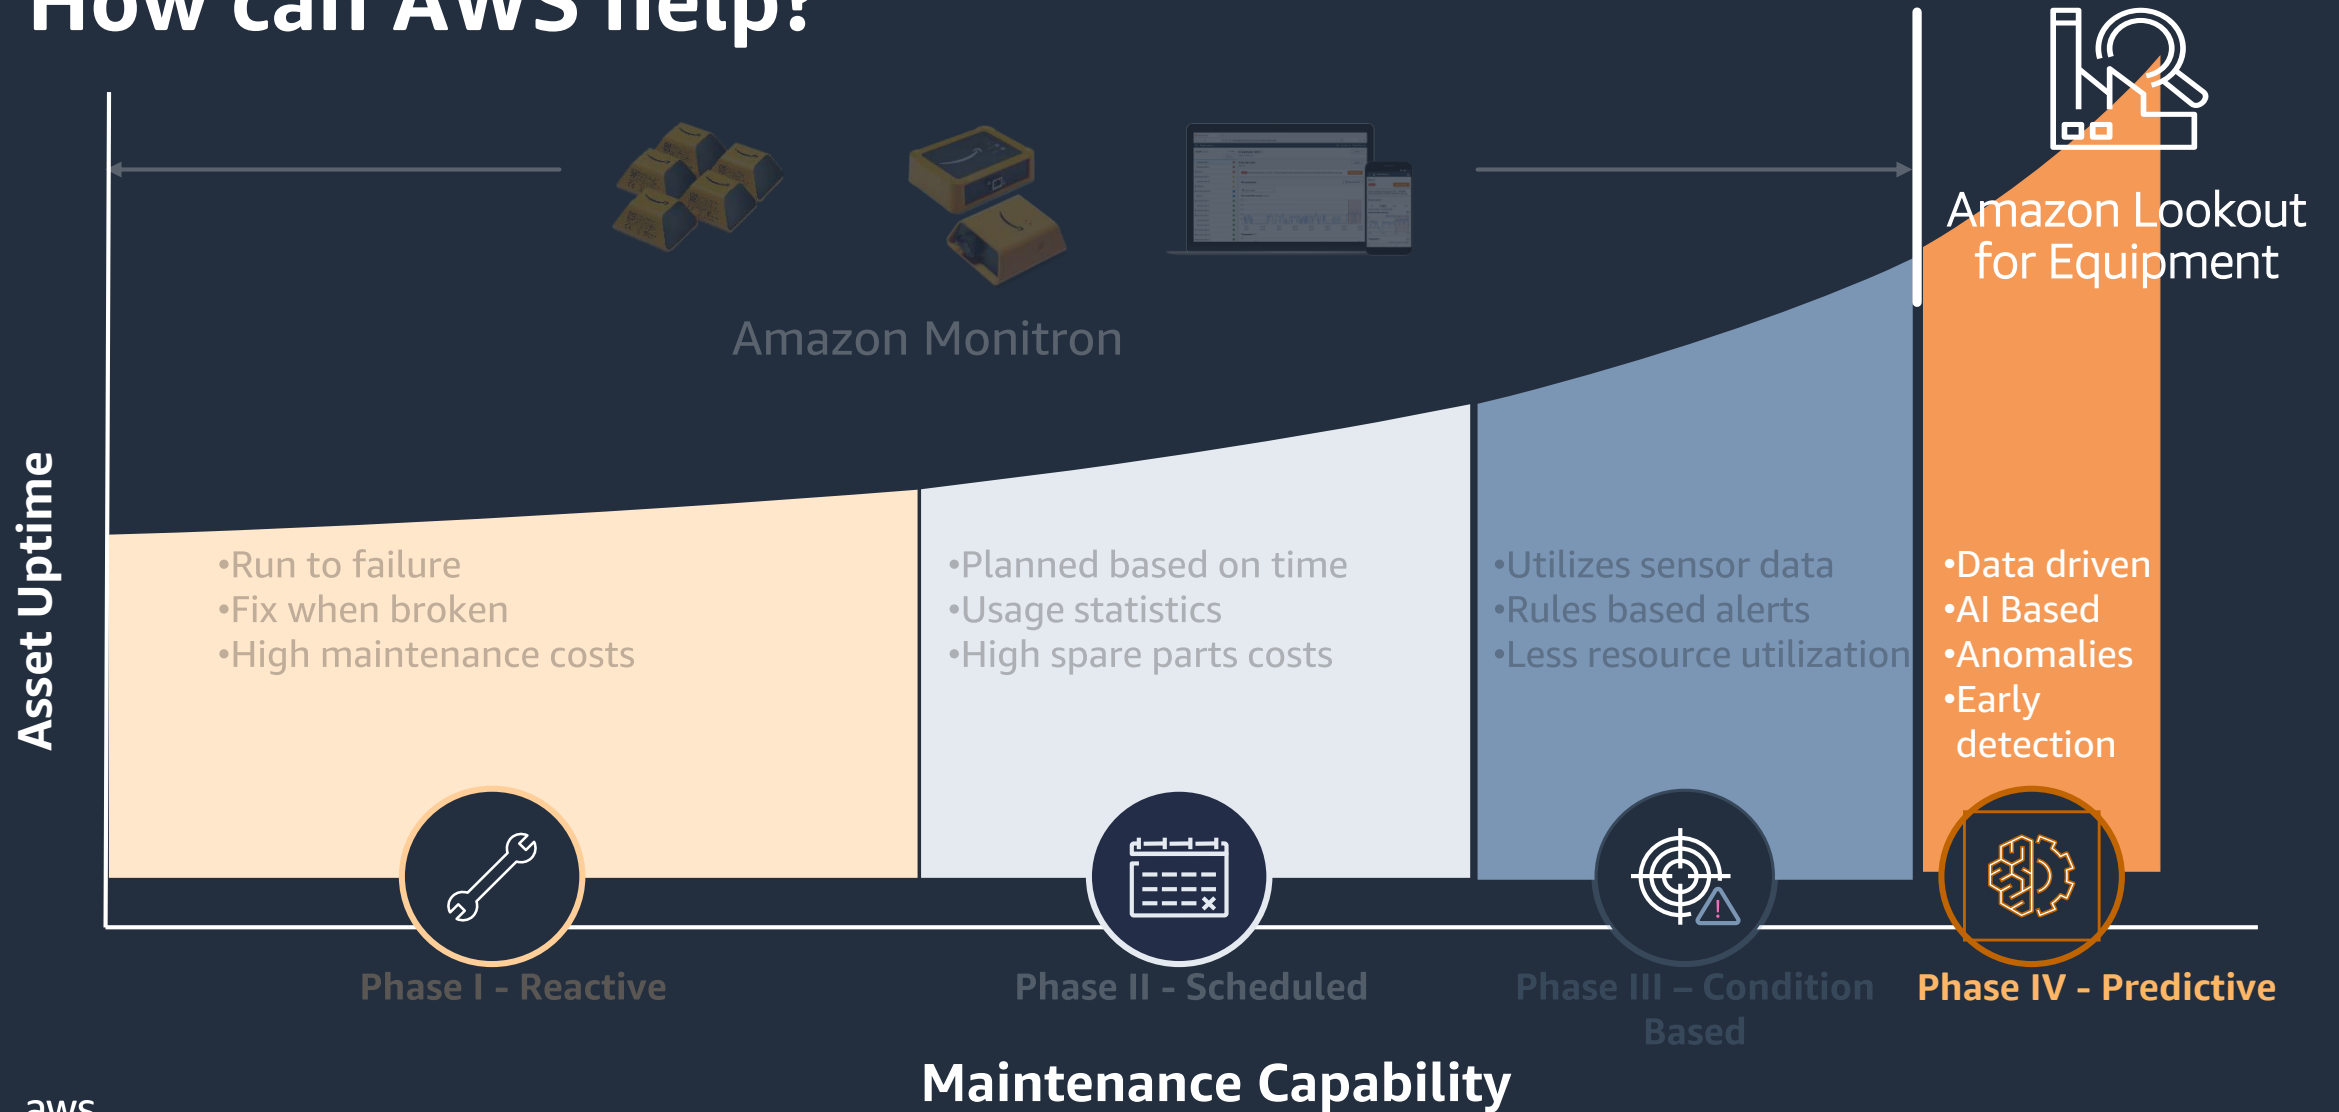 How can AWS help?
Amazon Lookout
for Equipment
Amazon Monitron
Asset Uptime
•Run to failure
•Fix when broken
•High maintenance costs
•Planned based on time
•Usage statistics
•High spare parts costs
•Utilizes sensor data
•Rules based alerts
•Less resource utilization
•Data driven
•AI Based
•Anomalies
•Early
detection
Phase I - Reactive
Phase II - Scheduled
Phase III – Condition
Based
Phase IV - Predictive
Maintenance Capability
aws